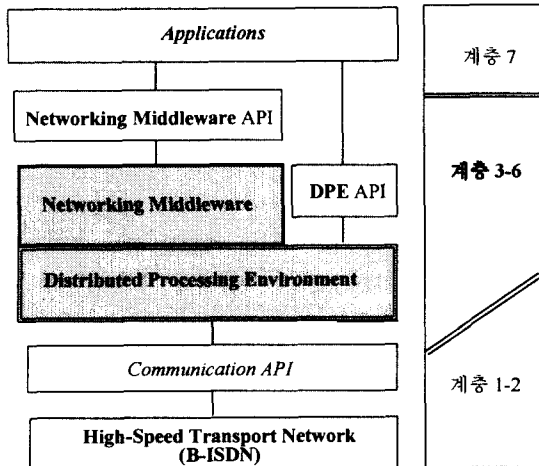 Applications
Networking Middleware API
Networking Middleware
DPE API
Distributed Processing Environment
Communication API
High-Speed Transport Network
(B-ISDN)
계층 7
계층 3-6
계층 1-2